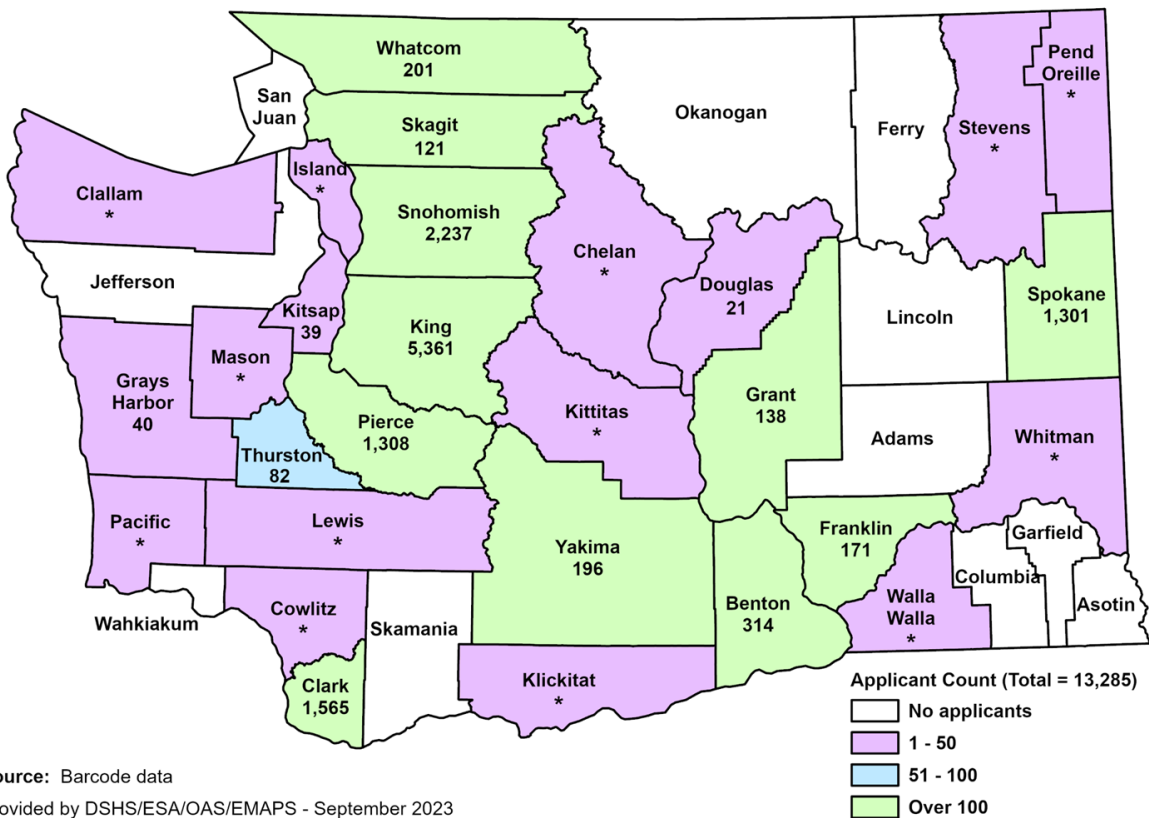 Whatcom
201
San
Juan
Skagit
121
Okanogan
Ferry
Stevens
*
Pend
Oreille
*
Clallam
*
Island
*
Snohomish
2,237
Chelan
*
Douglas
21
Jefferson
Kitsap
39
King
5,361
Lincoln
Spokane
1,301
Mason
*
Grays
Harbor
40
Thurston
82
Pierce
1,308
Kittitas
*
Grant
138
Adams
Whitman
*
Pacific
*
Lewis
*
Yakima
196
Franklin
171
Garfield
Columbia
Asotin
Benton
314
Walla
Walla
*
Wahkiakum
Cowlitz
*
Skamania
Clark
1,565
Klickitat
*
Applicant Count (Total = 13,285)
No applicants
1 - 50
51 - 100
Over 100
ource: Barcode data
rovided by DSHS/ESA/OAS/EMAPS - September 2023